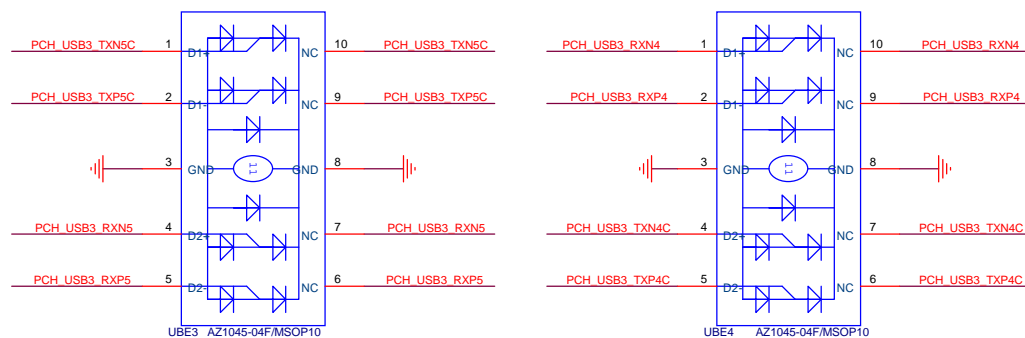 PCH_USB3_TXN5C 1 D1+ NC 10 PCH_USB3_TXN5C
PCH_USB3_TXP5C 2 D1- NC 9 PCH_USB3_TXP5C
3 GND 11 GND 8
PCH_USB3_RXN5 4 D2+ NC 7 PCH_USB3_RXN5
PCH_USB3_RXP5 5 D2- NC 6 PCH_USB3_RXP5
UBE3 AZ1045-04F/MSOP10
PCH_USB3_RXN4 1 D1+ NC 10 PCH_USB3_RXN4
PCH_USB3_RXP4 2 D1- NC 9 PCH_USB3_RXP4
3 GND 11 GND 8
PCH_USB3_TXN4C 4 D2+ NC 7 PCH_USB3_TXN4C
PCH_USB3_TXP4C 5 D2- NC 6 PCH_USB3_TXP4C
UBE4 AZ1045-04F/MSOP10